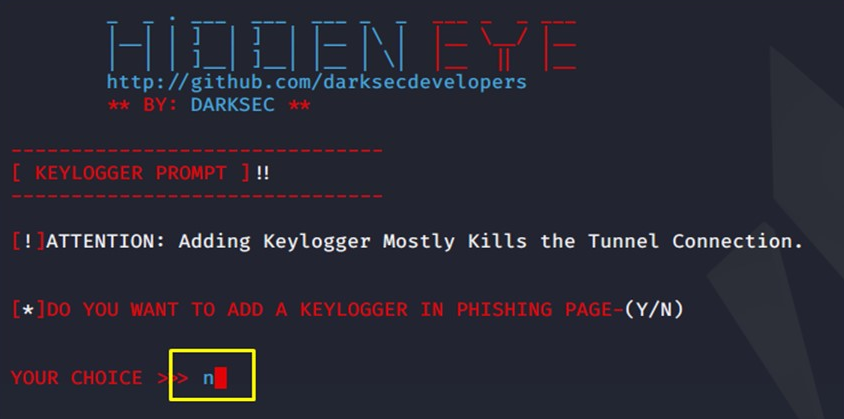 HiDDEN EYE
http://github.com/darksecdevelopers
** BY: DARKSEC **
-------------------------------
[ KEYLOGGER PROMPT ]!!
-------------------------------
[!]ATTENTION: Adding Keylogger Mostly Kills the Tunnel Connection.
[*]DO YOU WANT TO ADD A KEYLOGGER IN PHISHING PAGE-(Y/N)
YOUR CHOICE >>> n